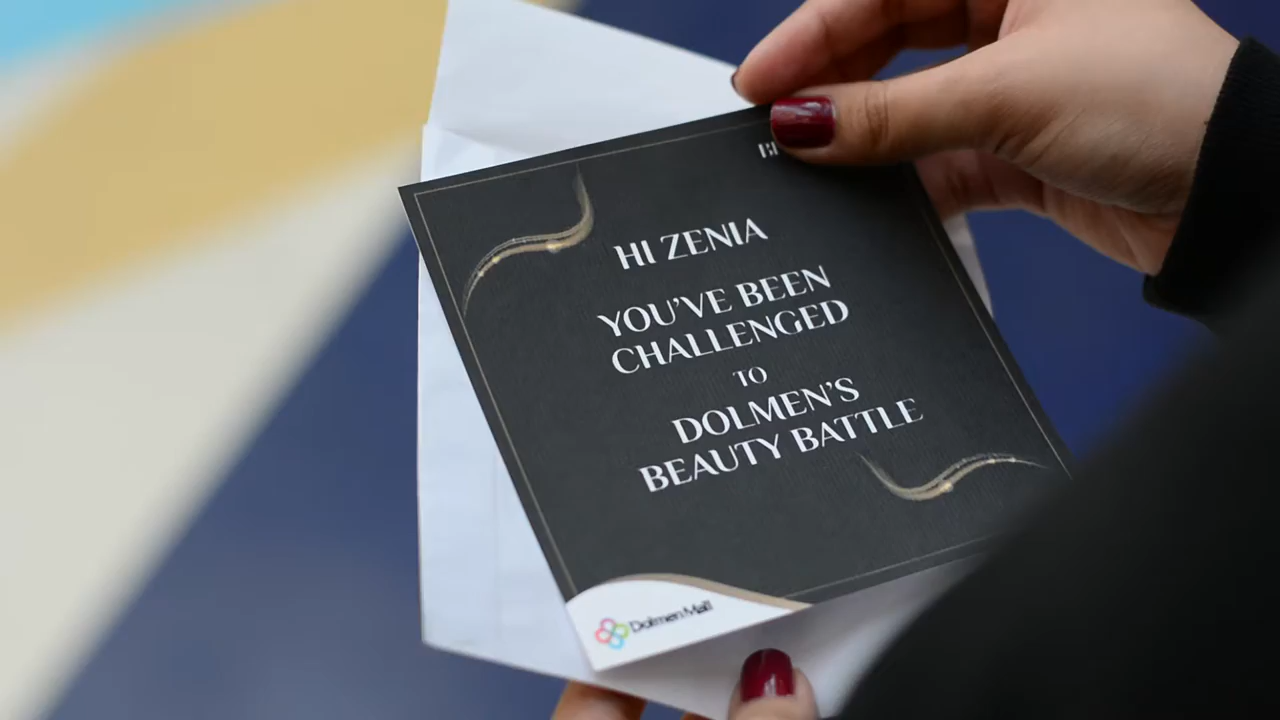 HI ZENIA
YOU'VE BEEN
CHALLENGED
TO
DOLMEN'S
BEAUTY BATTLE
Dolmen Mall